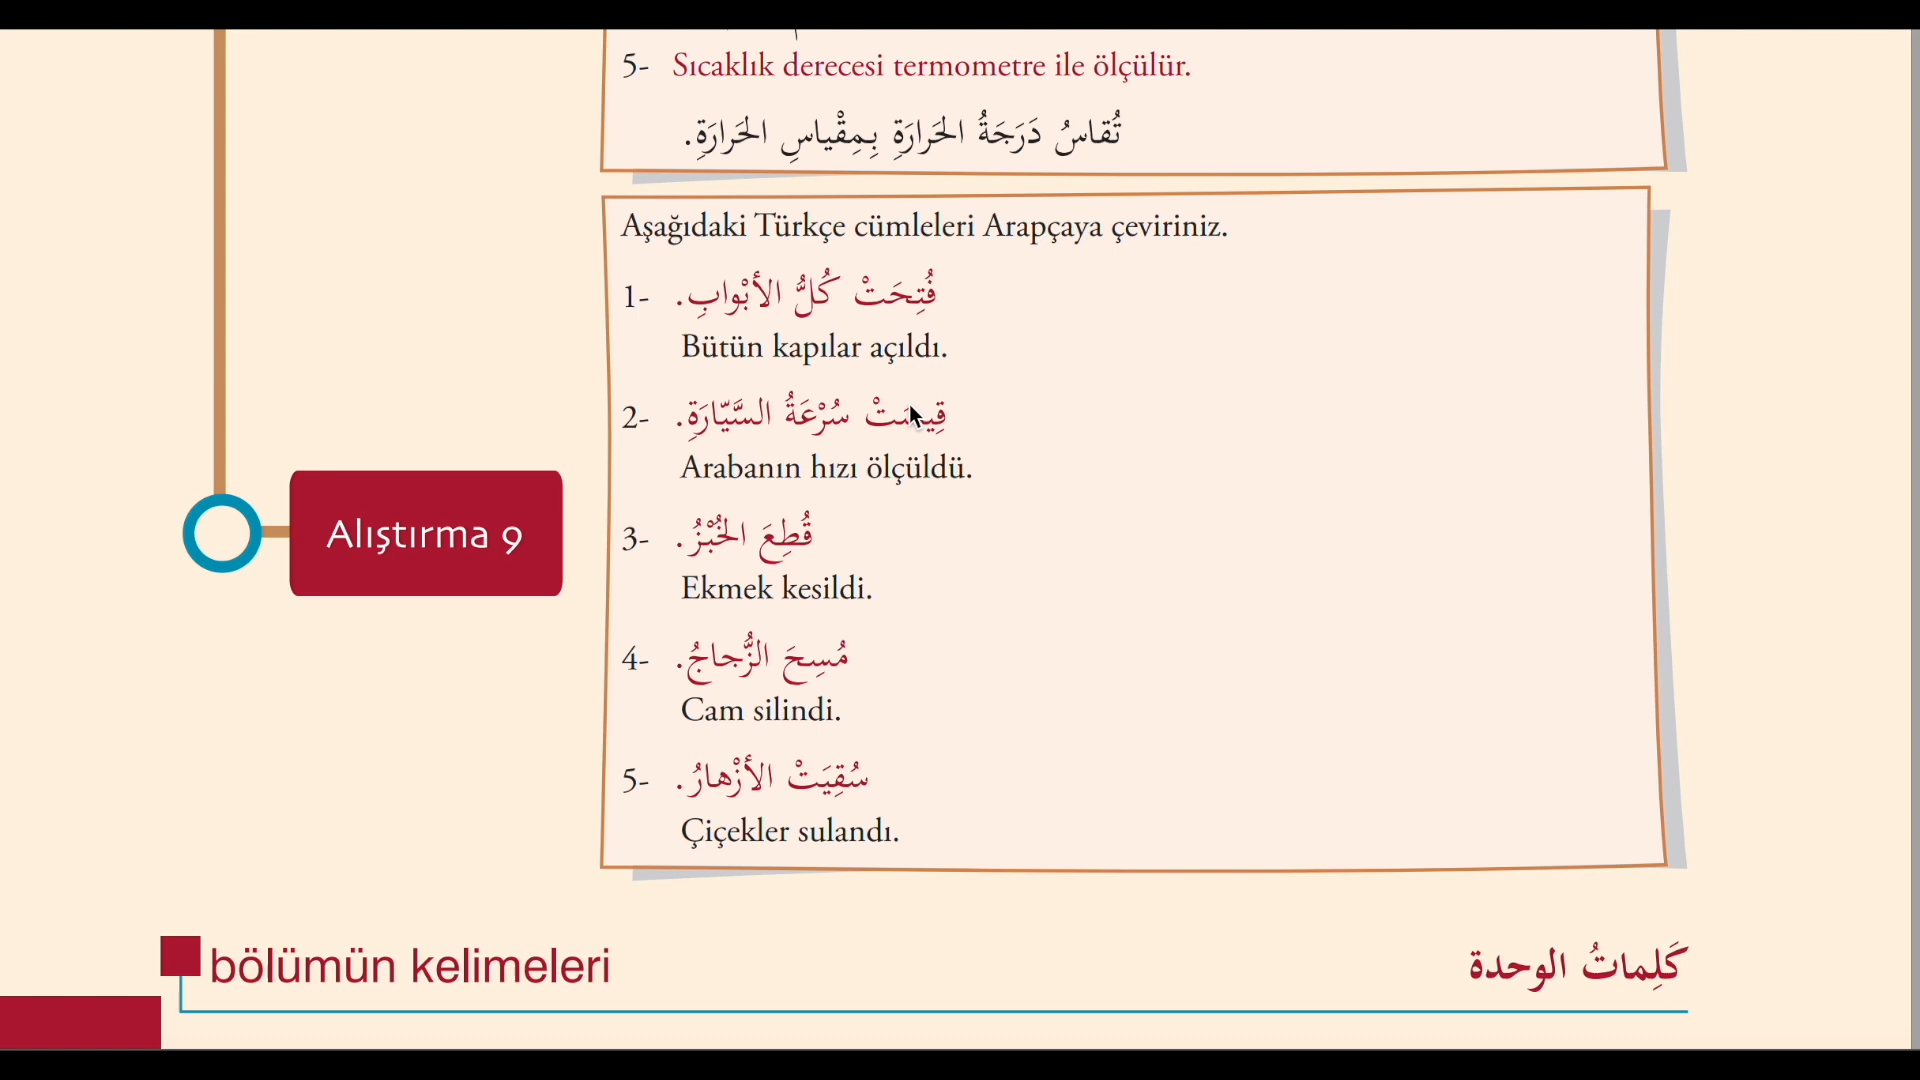 5- Sıcaklık derecesi termometre ile ölçülür.
تُقاسُ دَرَجَةُ الحَرارَةِ بِمِقْياسِ الحَرارَةِ.
Aşağıdaki Türkçe cümleleri Arapçaya çeviriniz.
1- فُتِحَتْ كُلُّ الأبْوابِ.
Bütün kapılar açıldı.
2- قِيسَتْ سُرْعَةُ السَّيّارَةِ.
Arabanın hızı ölçüldü.
3- قُطِعَ الخُبْزُ.
Ekmek kesildi.
4- مُسِحَ الزُّجاجُ.
Cam silindi.
5- سُقِيَتْ الأزْهارُ.
Çiçekler sulandı.
Alıştırma 9
bölümün kelimeleri
كَلِماتُ الوحدة